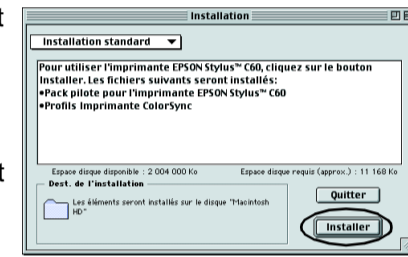 t
Installation
Installation standard
Pour utiliser l'imprimante EPSON Stylus™ C60, cliquez sur le bouton
Installer. Les fichiers suivants seront installés:
•Pack pilote pour l'imprimante EPSON Stylus™ C60
•Profils Imprimante ColorSync
Espace disque disponible : 2 004 000 Ko Espace disque requis (approx.) : 11 168 Ko
t
Dest. de l'installation
Les éléments seront installés sur le disque "Macintosh
HD"
Quitter
Installer